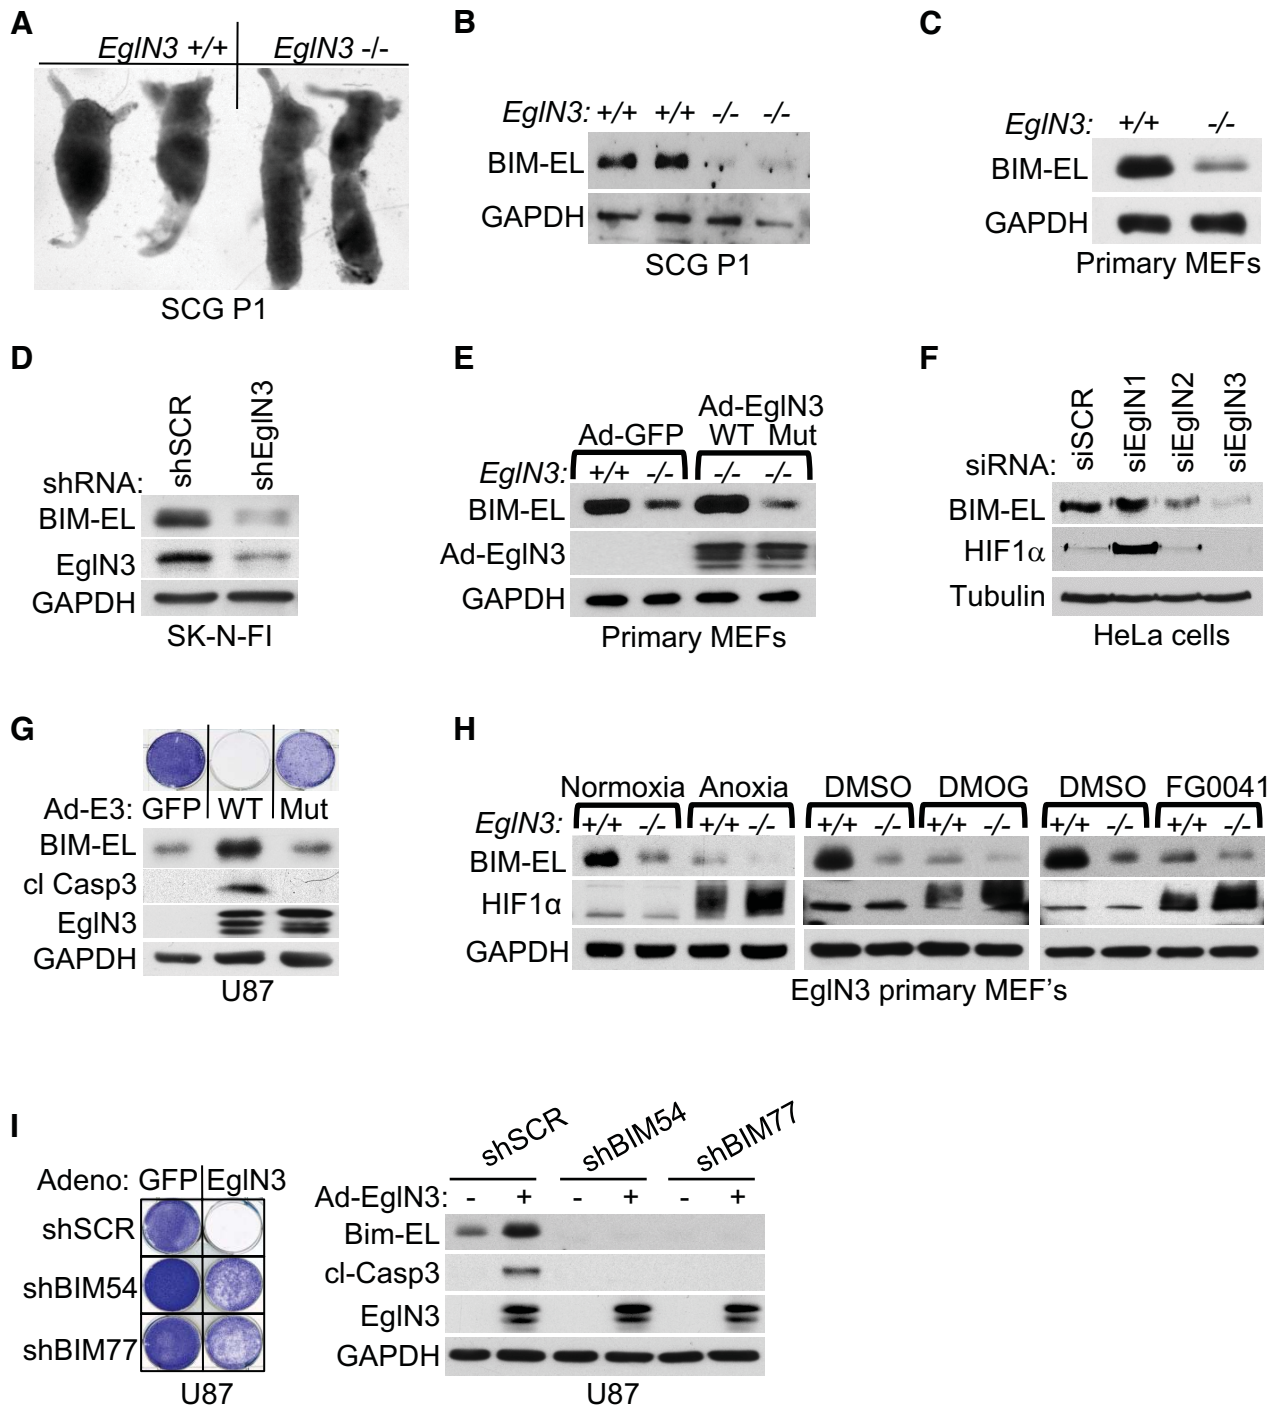 A
EglN3 +/+ EglN3 -/-
SCG P1
B
EglN3: +/+ +/+ -/- -/-
BIM-EL
GAPDH
SCG P1
C
EglN3: +/+ -/-
BIM-EL
GAPDH
Primary MEFs
D
shRNA: shSCR shEglN3
BIM-EL
EglN3
GAPDH
SK-N-FI
E
Ad-EglN3
Ad-GFP WT Mut
EglN3: +/+ -/- -/- -/-
BIM-EL
Ad-EglN3
GAPDH
Primary MEFs
F
siRNA: siSCR siEglN1 siEglN2 siEglN3
BIM-EL
HIF1α
Tubulin
HeLa cells
G
Ad-E3: GFP WT Mut
BIM-EL
cl Casp3
EglN3
GAPDH
U87
H
Normoxia Anoxia DMSO DMOG DMSO FG0041
EglN3: +/+ -/- +/+ -/- +/+ -/- +/+ -/- +/+ -/- +/+ -/-
BIM-EL
HIF1α
GAPDH
EglN3 primary MEF's
I
Adeno: GFP EglN3
shSCR
shBIM54
shBIM77
U87
shSCR shBIM54 shBIM77
Ad-EglN3: - + - + - +
Bim-EL
cl-Casp3
EglN3
GAPDH
U87